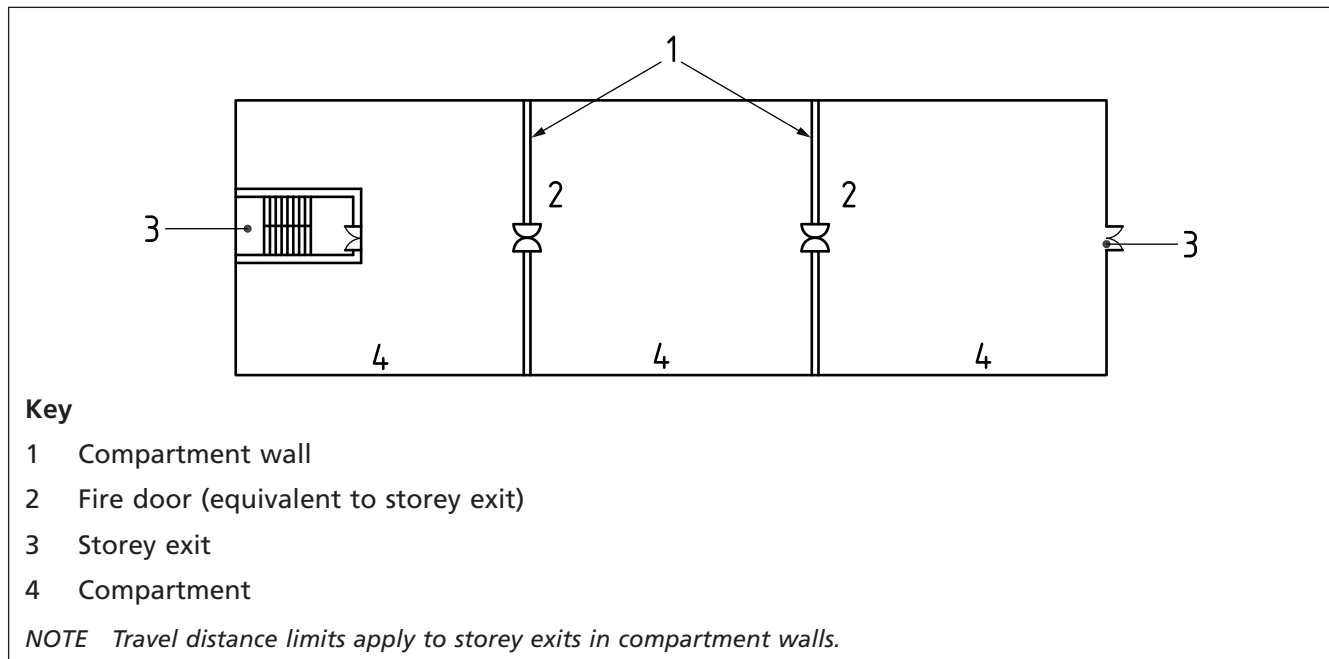 1
2 2
3 3
4 4 4
Key
1 Compartment wall
2 Fire door (equivalent to storey exit)
3 Storey exit
4 Compartment
NOTE Travel distance limits apply to storey exits in compartment walls.